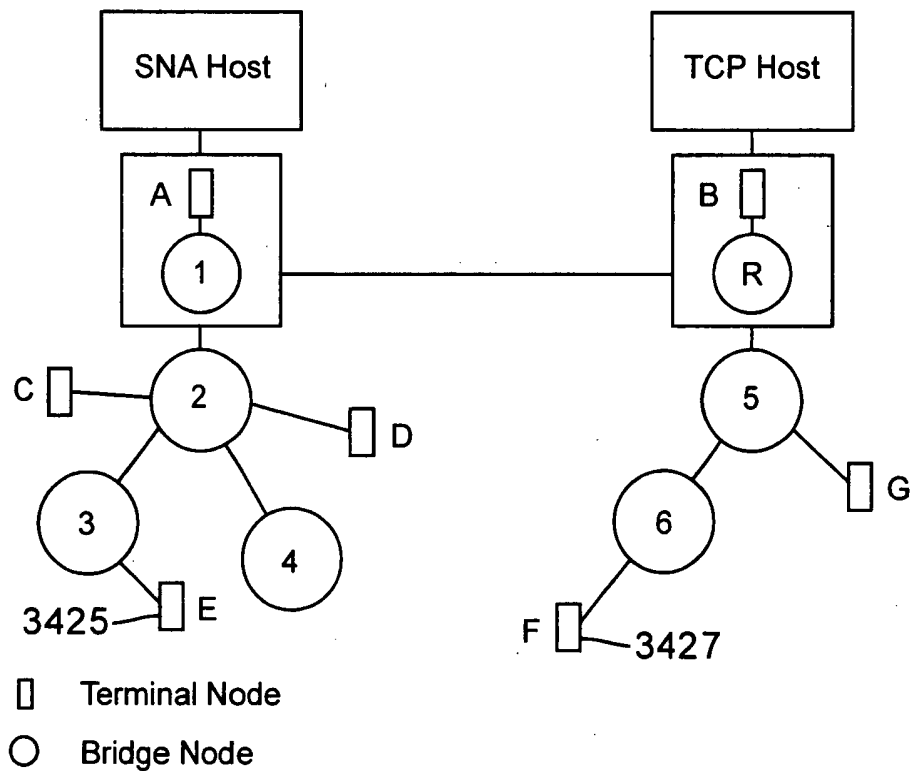 SNA Host
TCP Host
A
B
1
R
C
2
D
5
G
3
4
6
E
3425
F
3427
Terminal Node
Bridge Node